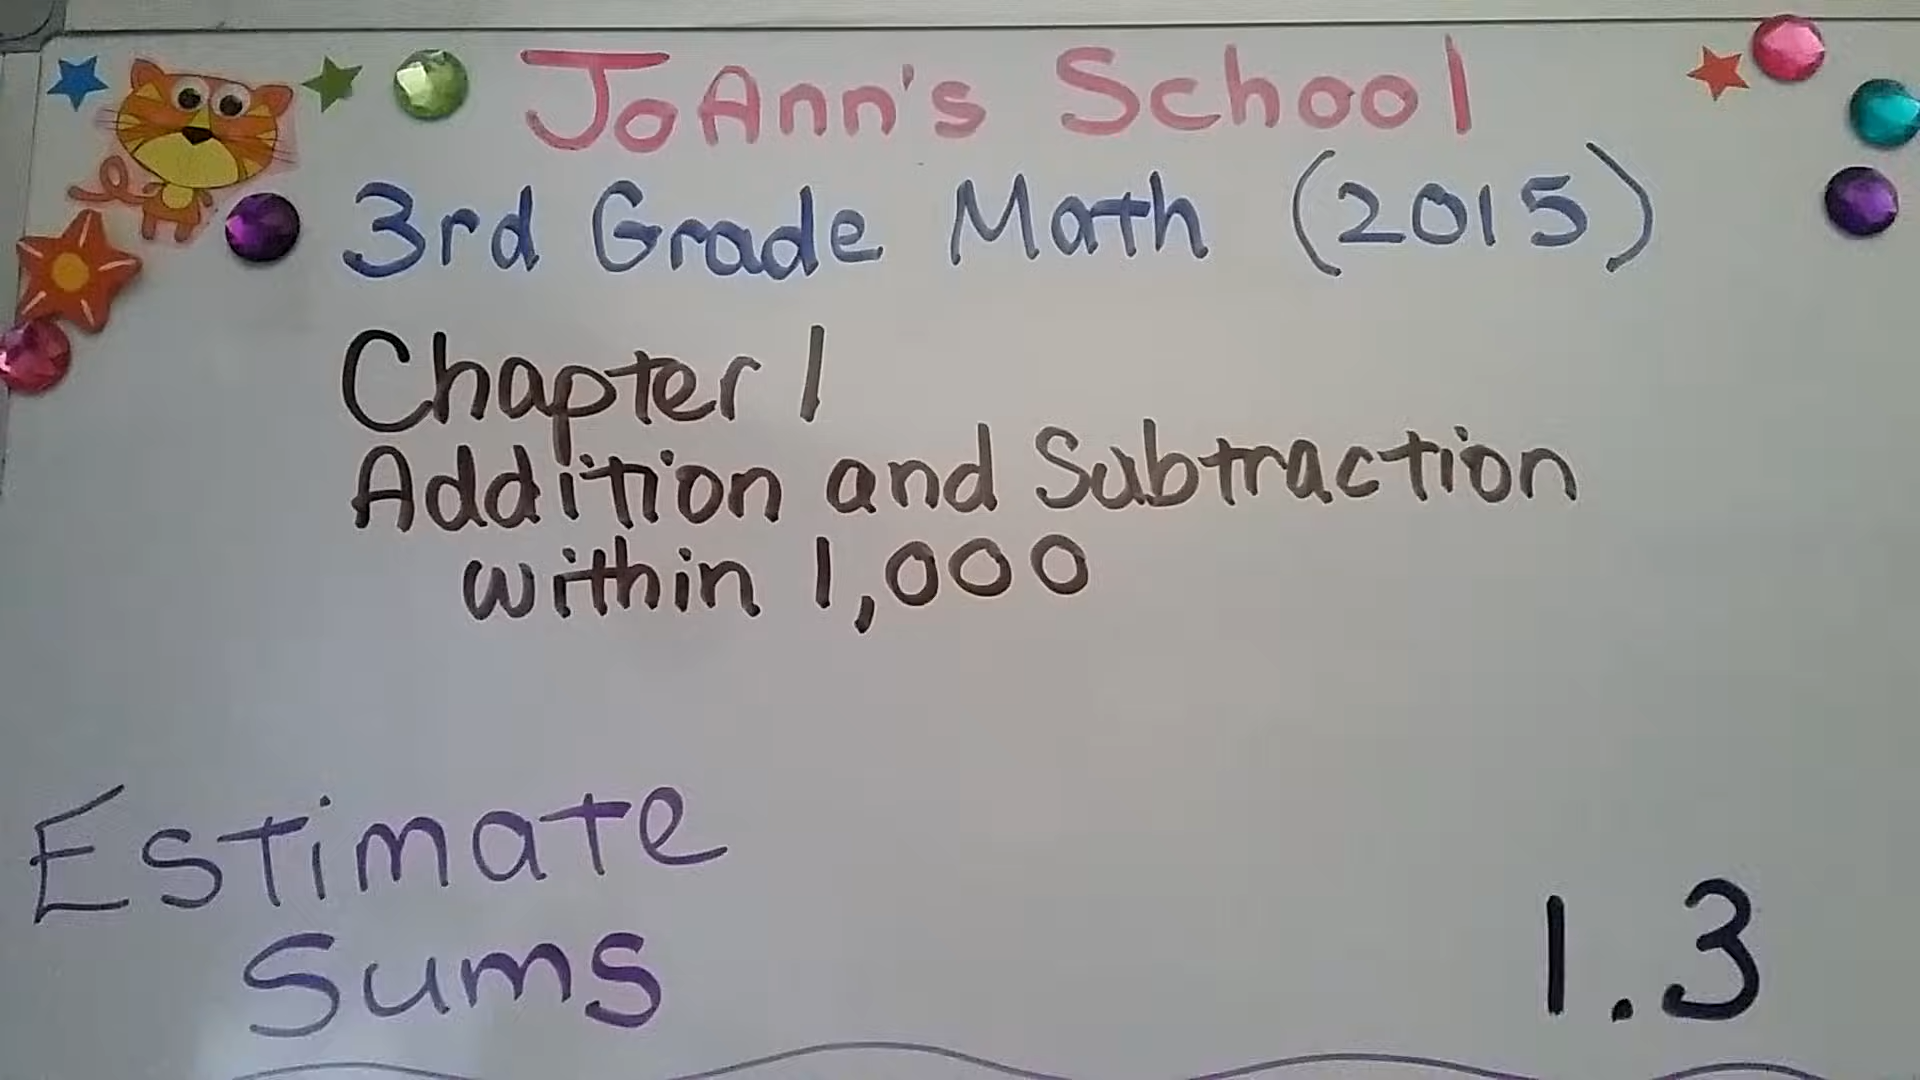 JoAnn's School
3rd Grade Math (2015)
Chapter 1
Addition and Subtraction
within 1,000
Estimate
Sums
1.3